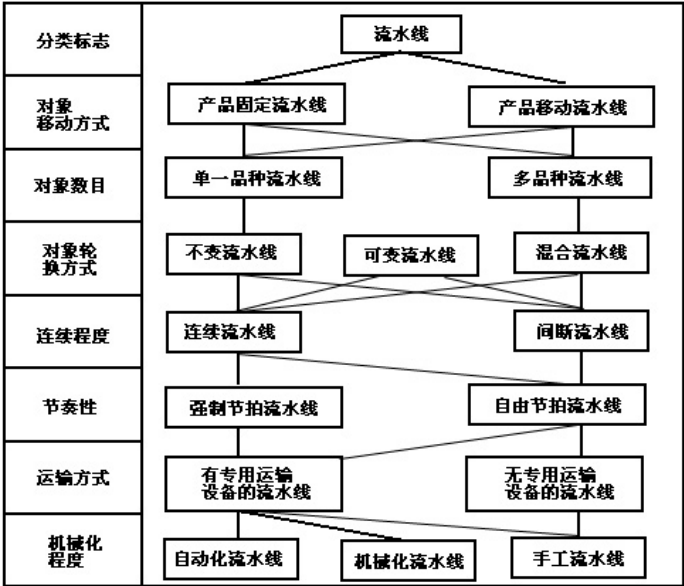 分类标志
流水线
对象
移动方式
产品固定流水线
产品移动流水线
对象数目
单一品种流水线
多品种流水线
对象轮
换方式
不变流水线
可变流水线
混合流水线
连续程度
连续流水线
间断流水线
节奏性
强制节拍流水线
自由节拍流水线
运输方式
有专用运输
设备的流水线
无专用运输
设备的流水线
机械化
程度
自动化流水线
机械化流水线
手工流水线